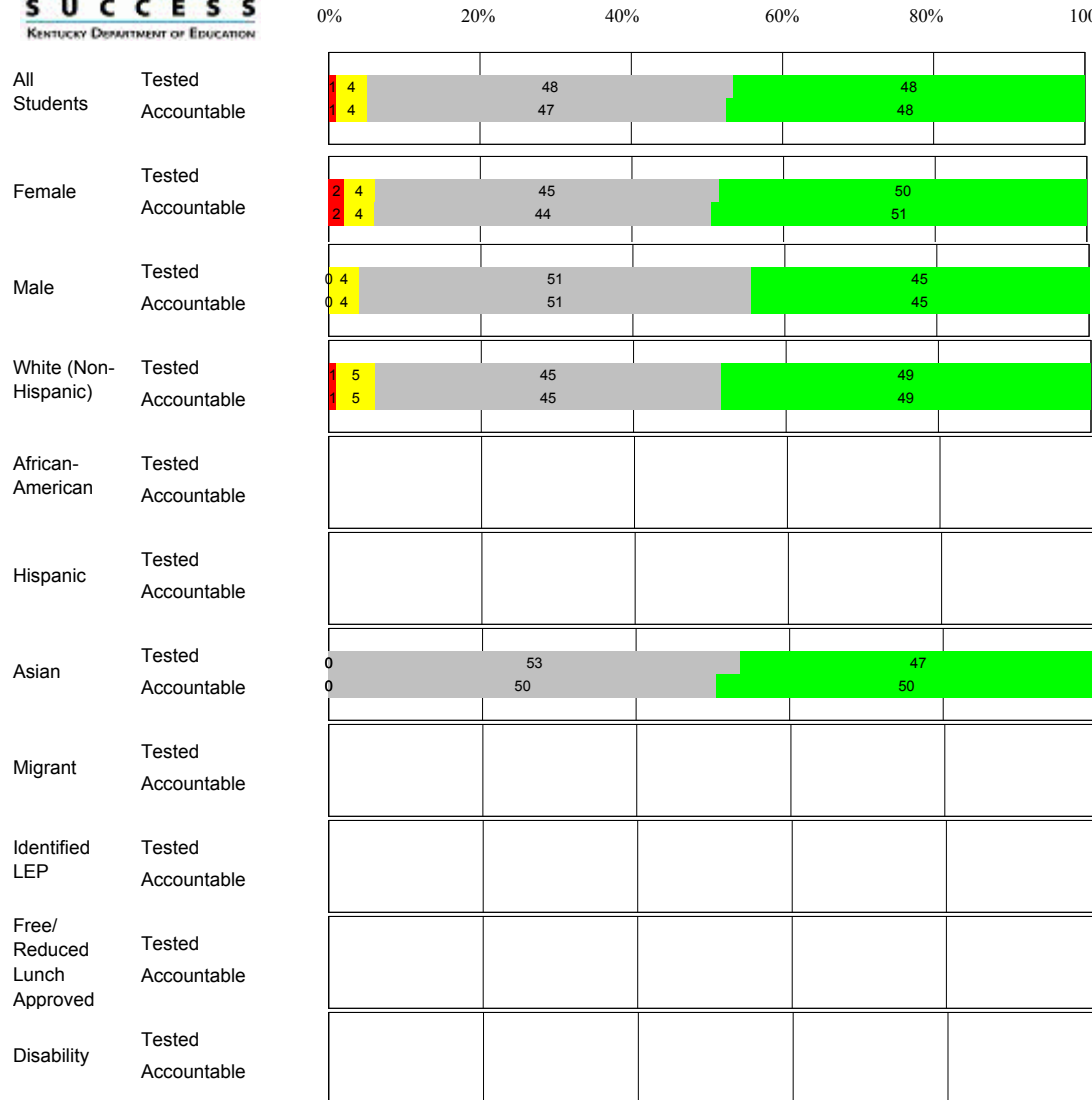 S U C C E S S
KENTUCKY DEPARTMENT OF EDUCATION
0% 20% 40% 60% 80% 100
All Students
Tested 1 4 48 48
Accountable 1 4 47 48
Female
Tested 2 4 45 50
Accountable 2 4 44 51
Male
Tested 0 4 51 45
Accountable 0 4 51 45
White (Non-
Hispanic)
Tested 1 5 45 49
Accountable 1 5 45 49
African-
American
Tested
Accountable
Hispanic
Tested
Accountable
Asian
Tested 0 53 47
Accountable 0 50 50
Migrant
Tested
Accountable
Identified
LEP
Tested
Accountable
Free/
Reduced
Lunch
Approved
Tested
Accountable
Disability
Tested
Accountable